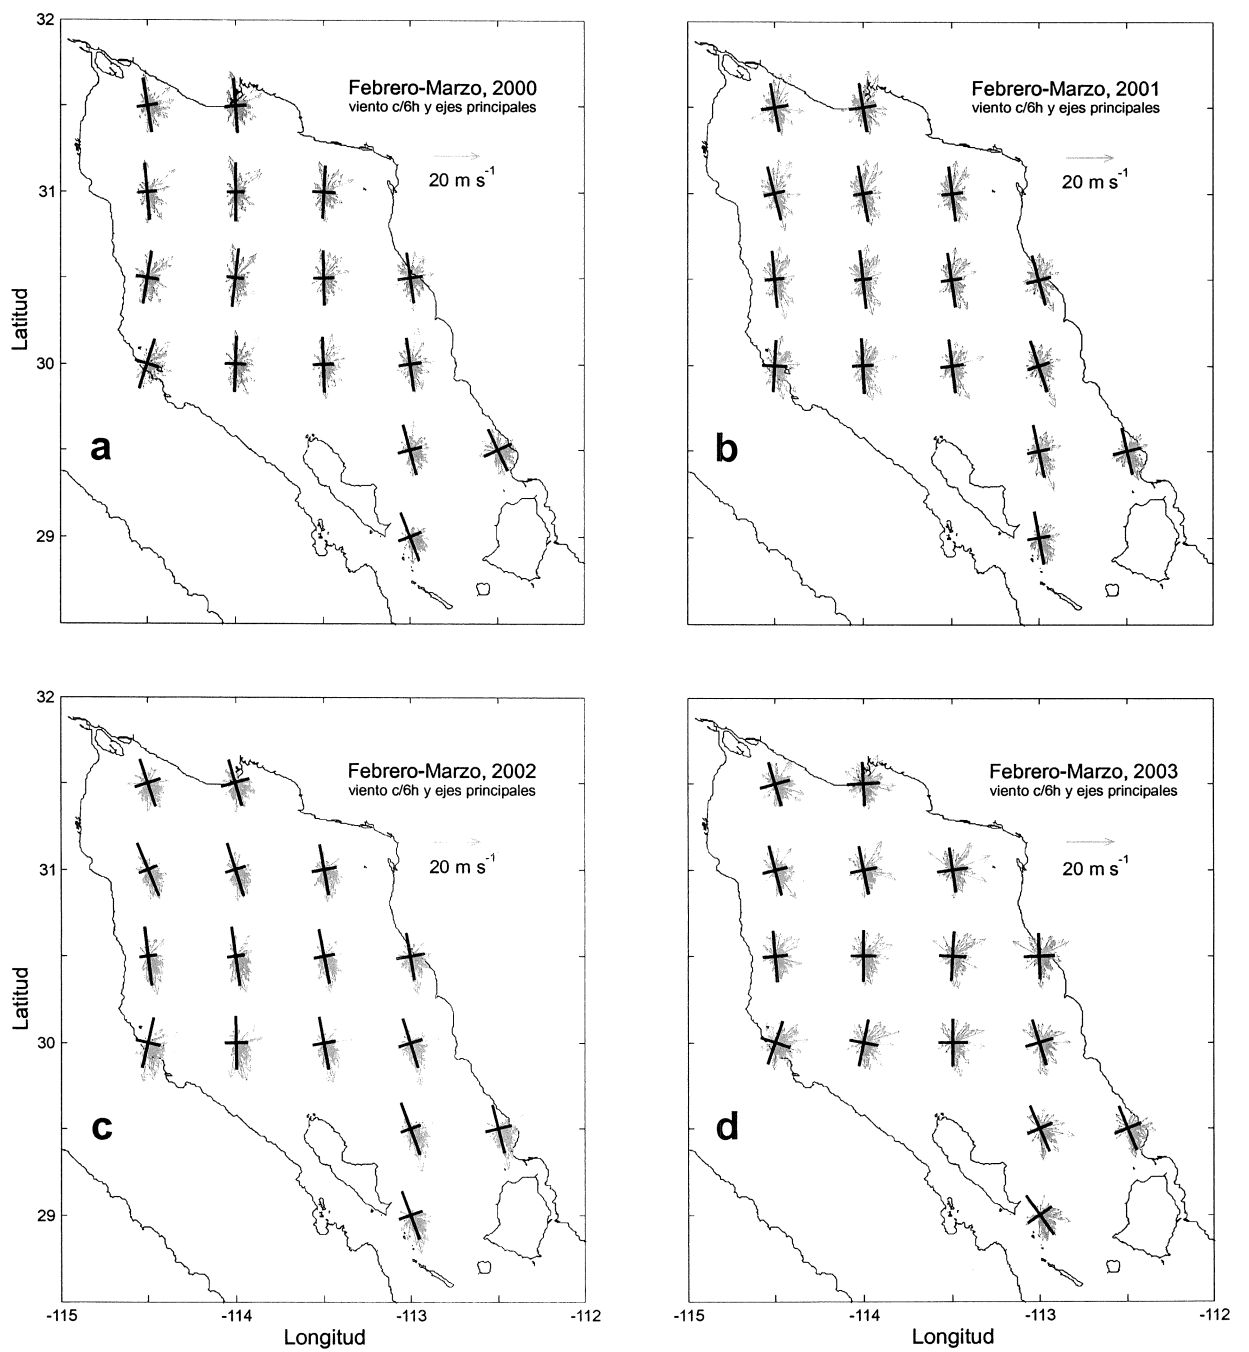 32
31
30
29
Latitud
Febrero-Marzo, 2000
viento c/6h y ejes principales
20 m s-1
a
Febrero-Marzo, 2001
viento c/6h y ejes principales
20 m s-1
b
32
31
30
29
Latitud
Febrero-Marzo, 2002
viento c/6h y ejes principales
20 m s-1
c
-115
-114
-113
-112
Longitud
Febrero-Marzo, 2003
viento c/6h y ejes principales
20 m s-1
d
-115
-114
-113
-112
Longitud